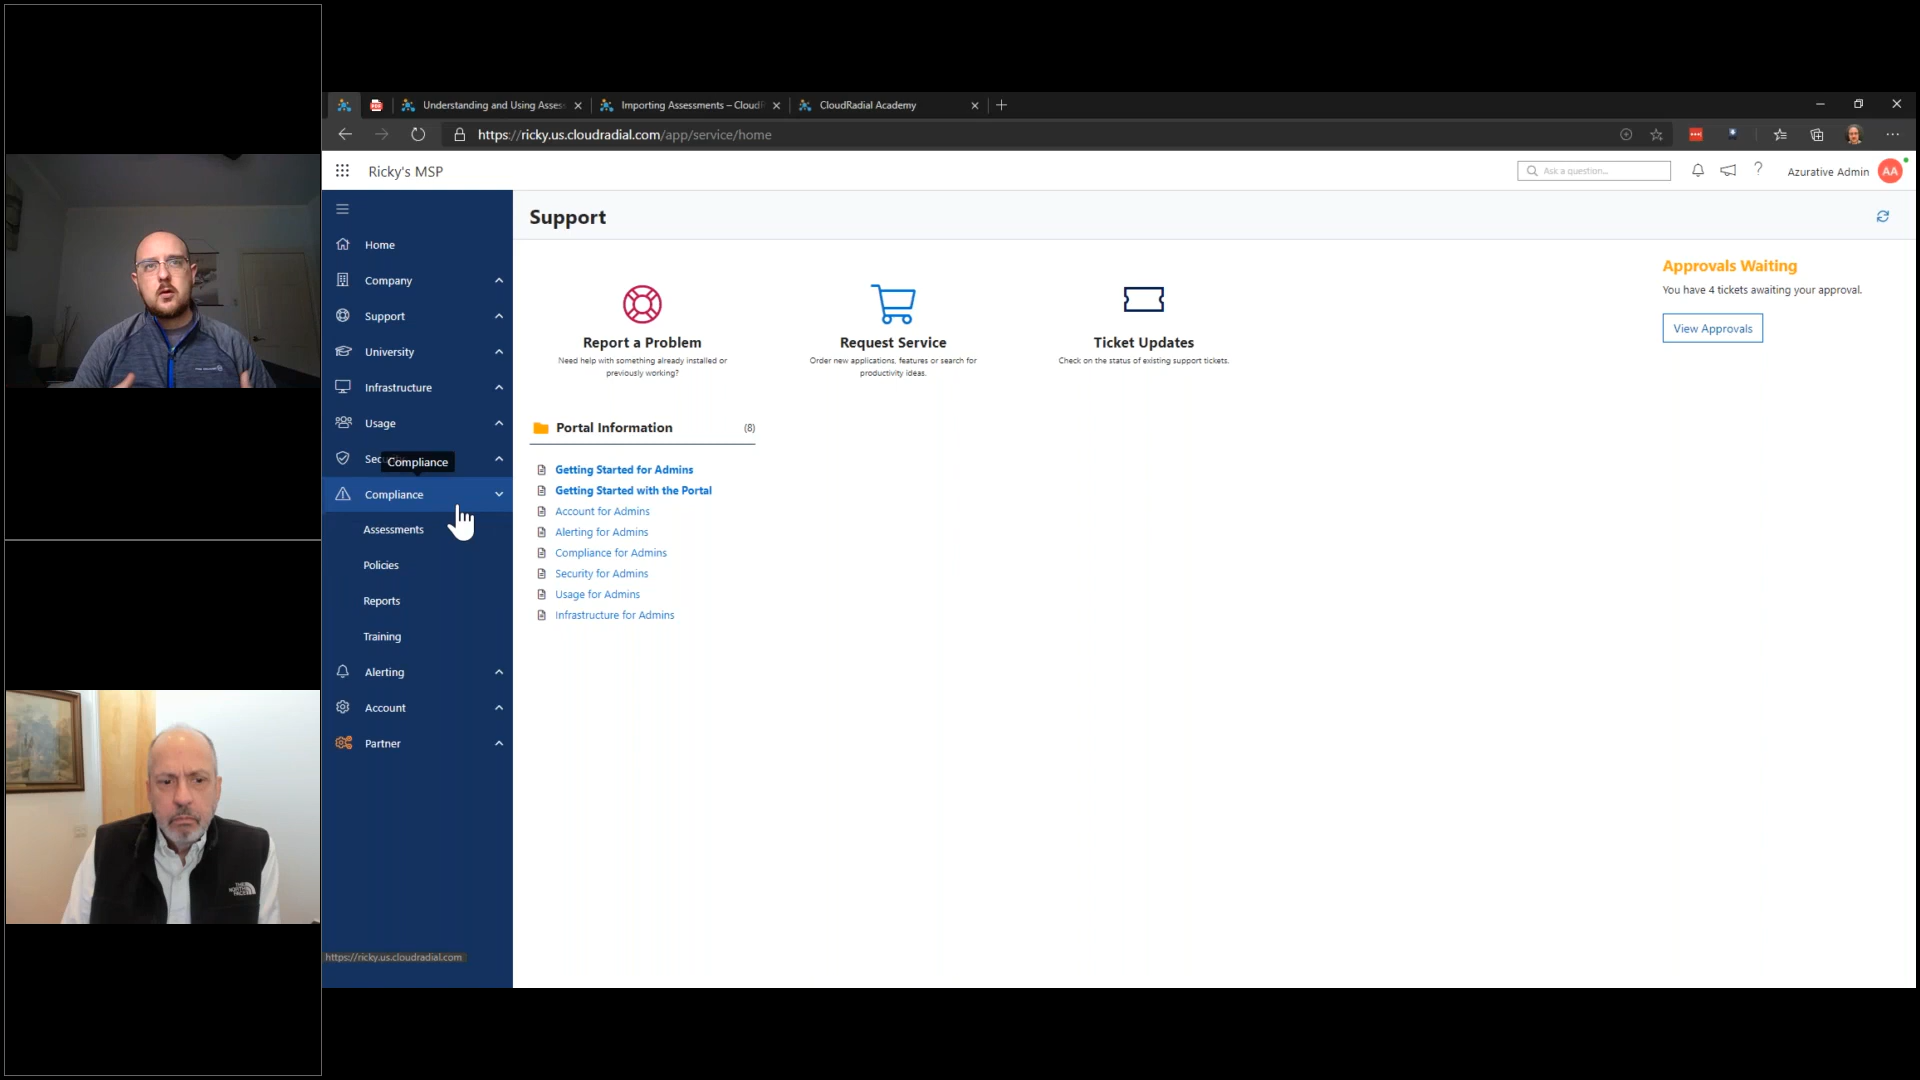 Understanding and Using Asses
Importing Assessments – CloudR
CloudRadial Academy
https://ricky.us.cloudradial.com/app/service/home
Ricky's MSP
Ask a question...
?
Azurative Admin
AA
Home
Company
Support
University
Infrastructure
Usage
Sec
Compliance
Compliance
Assessments
Policies
Reports
Training
Alerting
Account
Partner
https://ricky.us.cloudradial.com
Support
Report a Problem
Need help with something already installed or
previously working?
Request Service
Order new applications, features or search for
productivity ideas.
Ticket Updates
Check on the status of existing support tickets.
Approvals Waiting
You have 4 tickets awaiting your approval.
View Approvals
Portal Information (8)
Getting Started for Admins
Getting Started with the Portal
Account for Admins
Alerting for Admins
Compliance for Admins
Security for Admins
Usage for Admins
Infrastructure for Admins
THE
NORTH
FACE